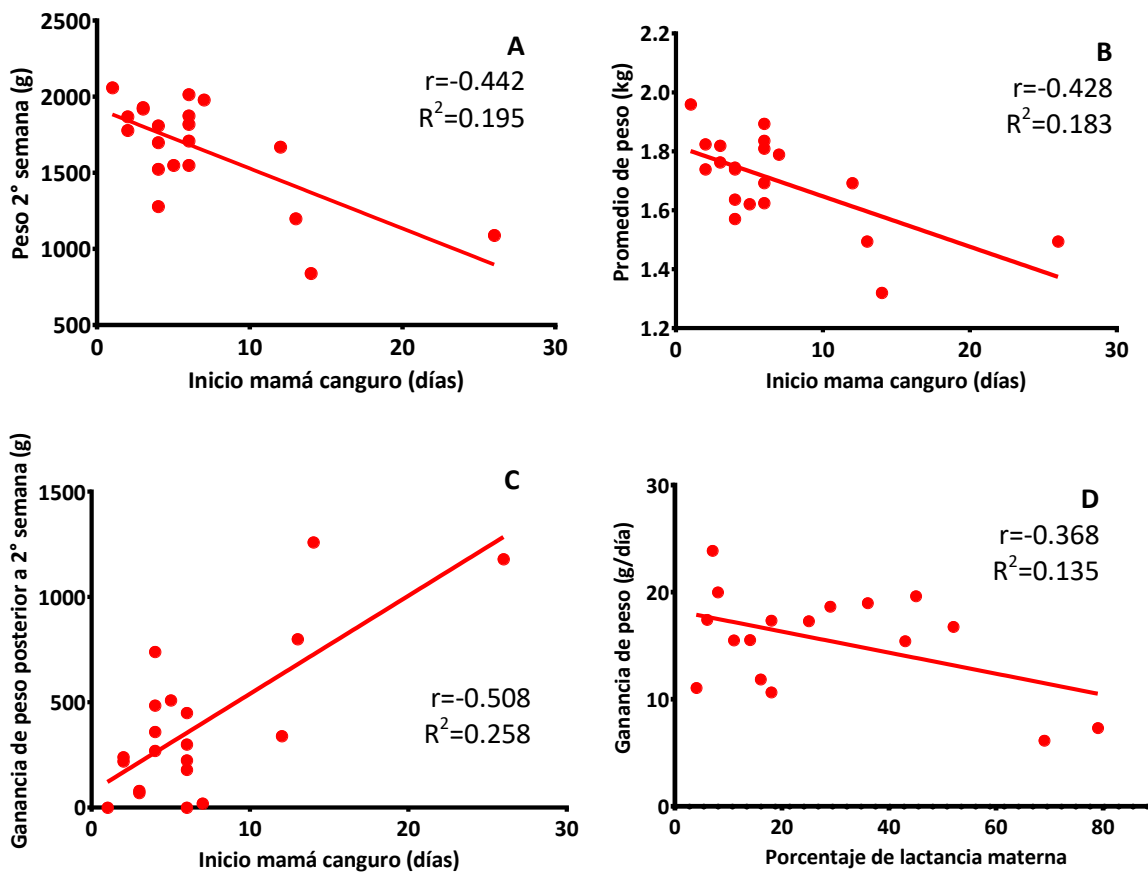 A
r=-0.442
R²=0.195
Peso 2° semana (g)
2500
2000
1500
1000
500
0
10
20
30
Inicio mamá canguro (días)
B
r=-0.428
R²=0.183
Promedio de peso (kg)
2.2
2.0
1.8
1.6
1.4
1.2
0
10
20
30
Inicio mama canguro (días)
C
r=-0.508
R²=0.258
Ganancia de peso posterior a 2° semana (g)
1500
1000
500
0
0
10
20
30
Inicio mamá canguro (días)
D
r=-0.368
R²=0.135
Ganancia de peso (g/día)
30
20
10
0
0
20
40
60
80
Porcentaje de lactancia materna